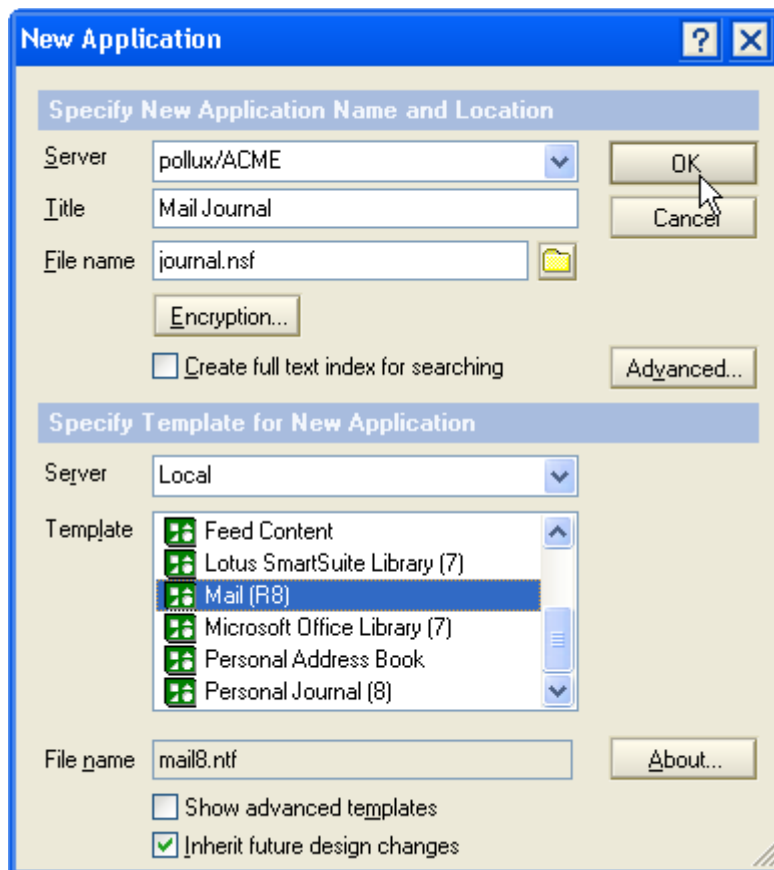 New Application
Specify New Application Name and Location
Server pollux/ACME OK
Title Mail Journal Cancel
File name journal.nsf
Encryption...
Create full text index for searching Advanced...
Specify Template for New Application
Server Local
Template Feed Content
Lotus SmartSuite Library (7)
Mail (R8)
Microsoft Office Library (7)
Personal Address Book
Personal Journal (8)
File name mail8.ntf About...
Show advanced templates
Inherit future design changes